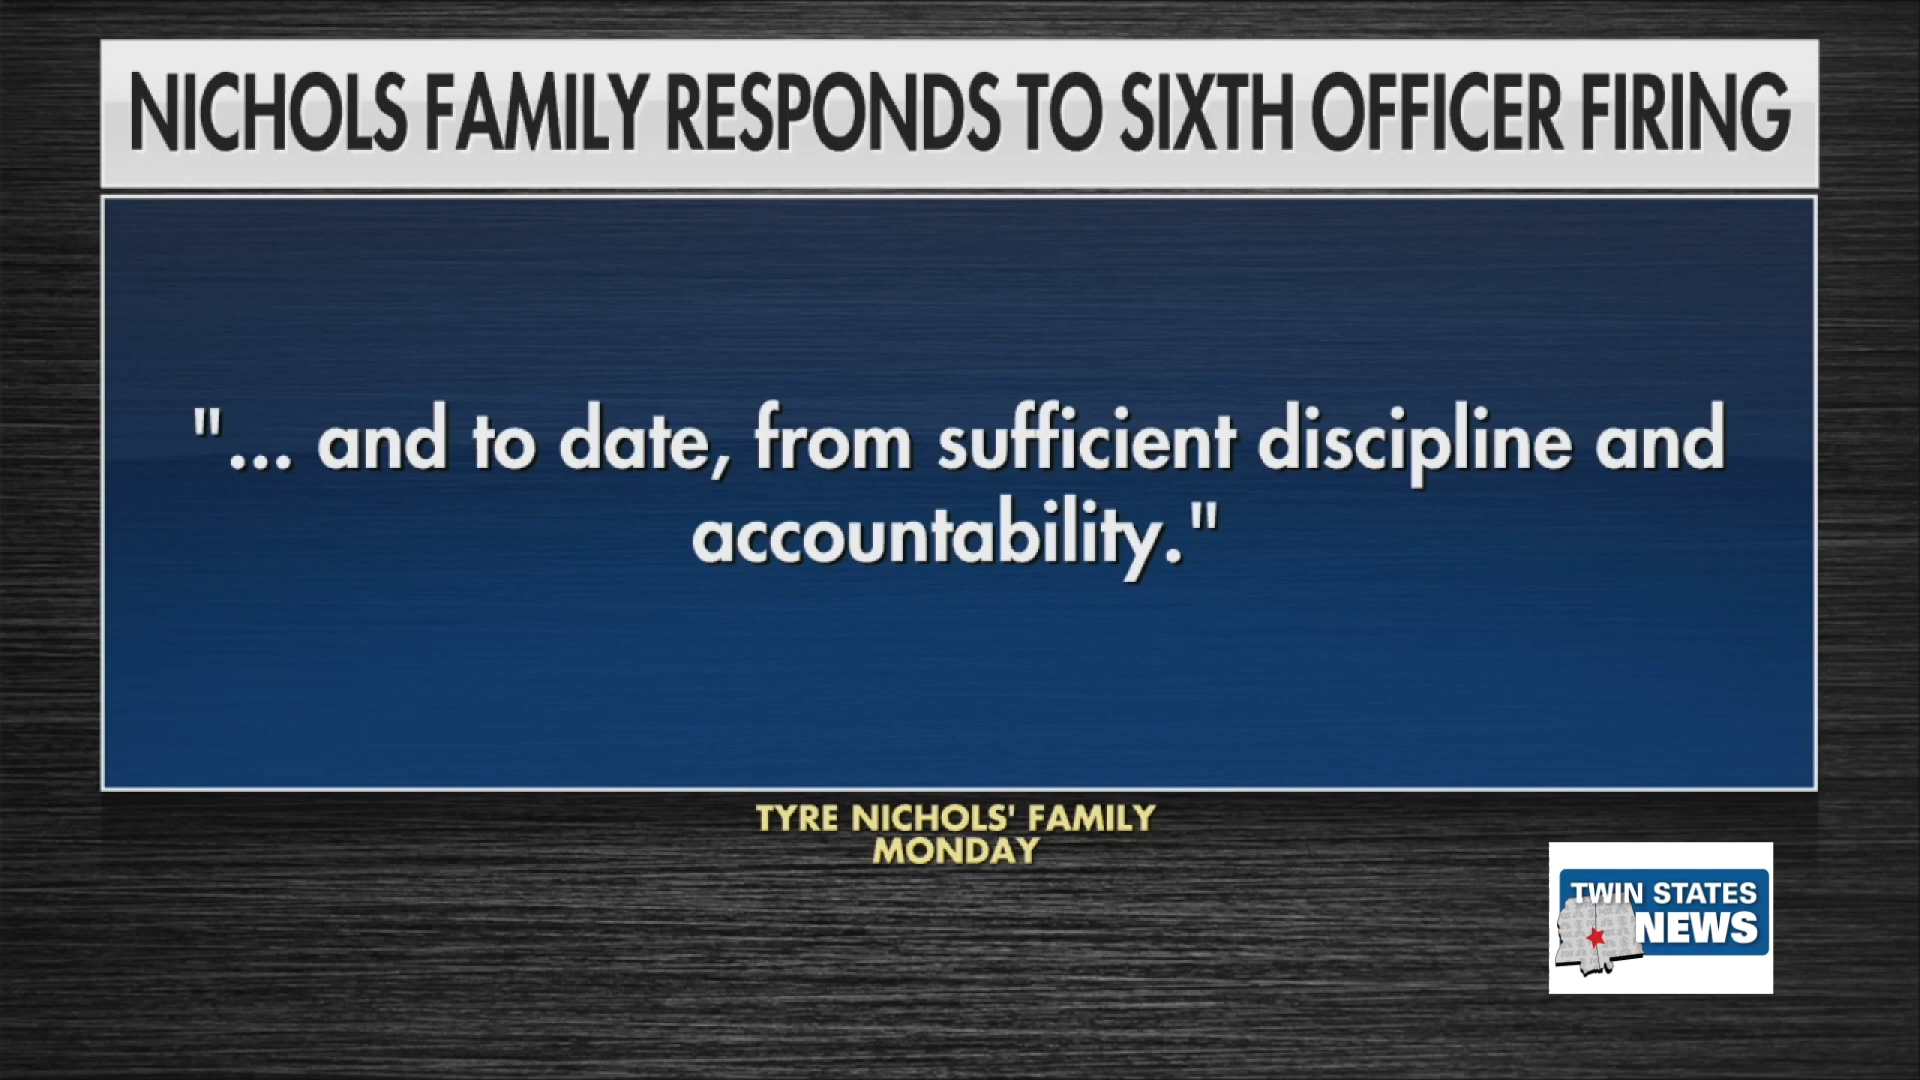 NICHOLS FAMILY RESPONDS TO SIXTH OFFICER FIRING
"... and to date, from sufficient discipline and
accountability."
TYRE NICHOLS' FAMILY
MONDAY
TWIN STATES
NEWS